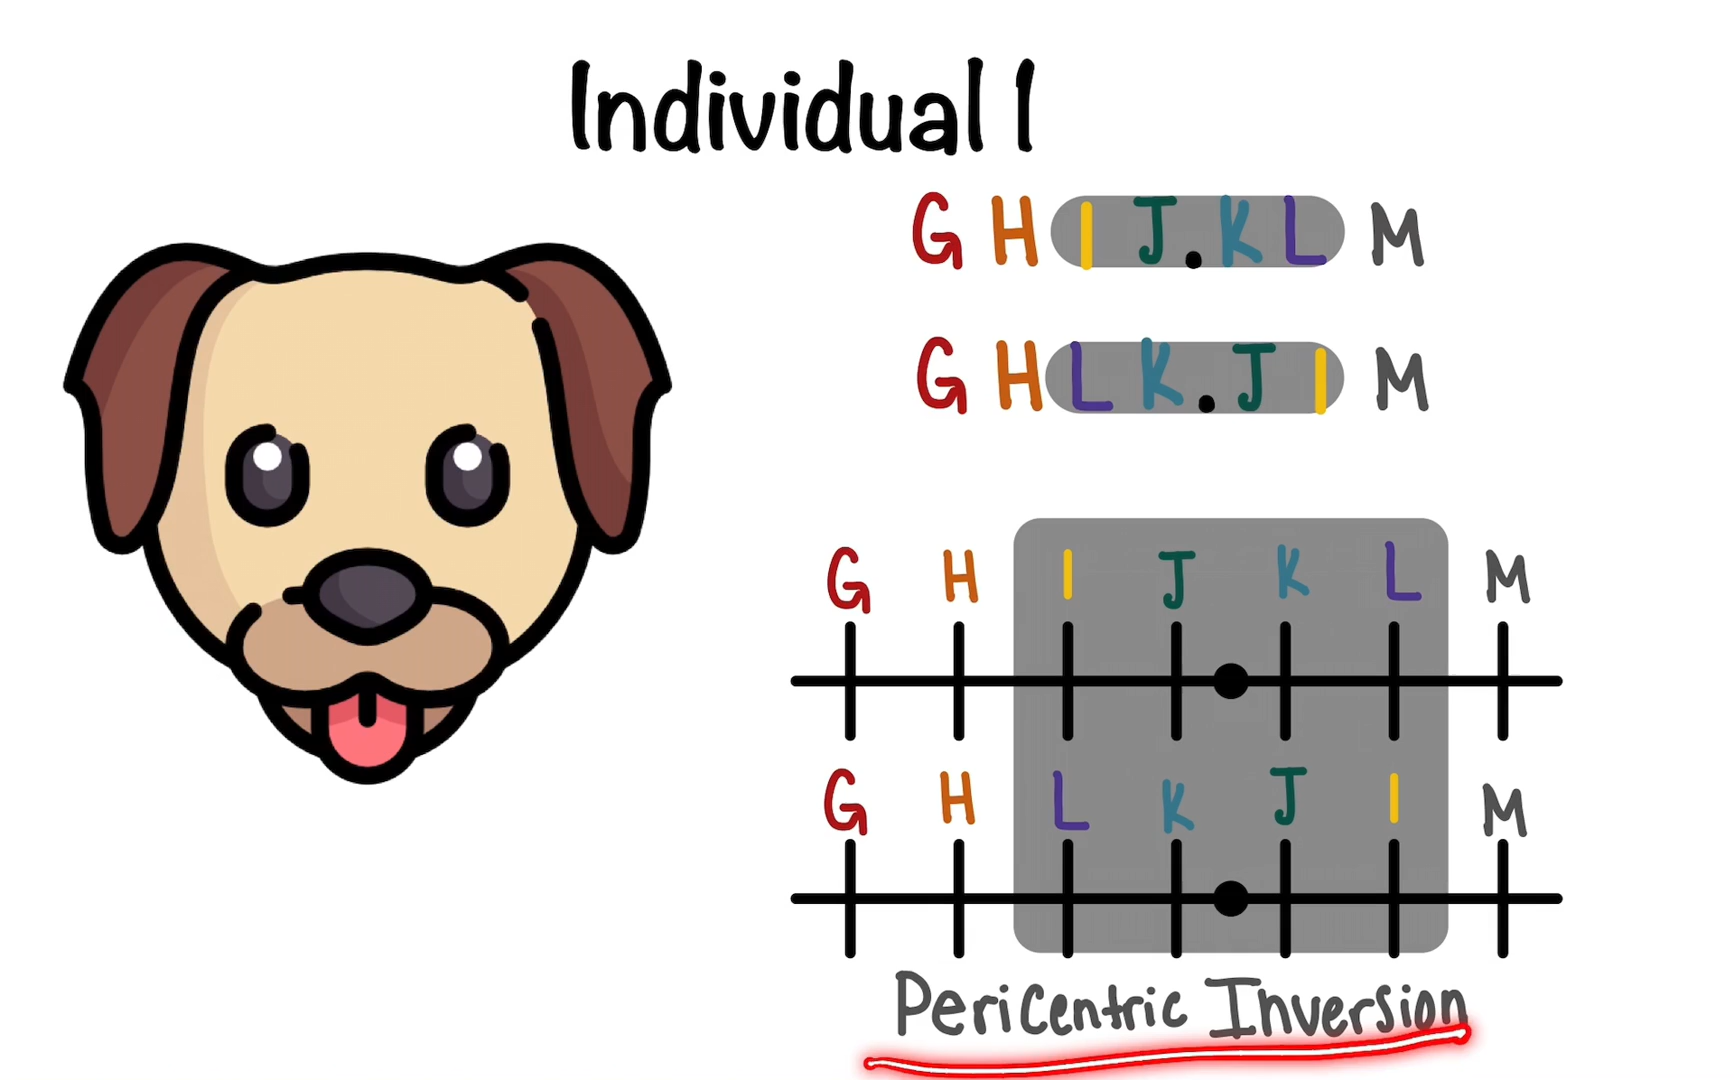 Individual 1
G H I J . K L M
G H L K . J I M
G H I J K L M
G H L K J I M
Pericentric Inversion